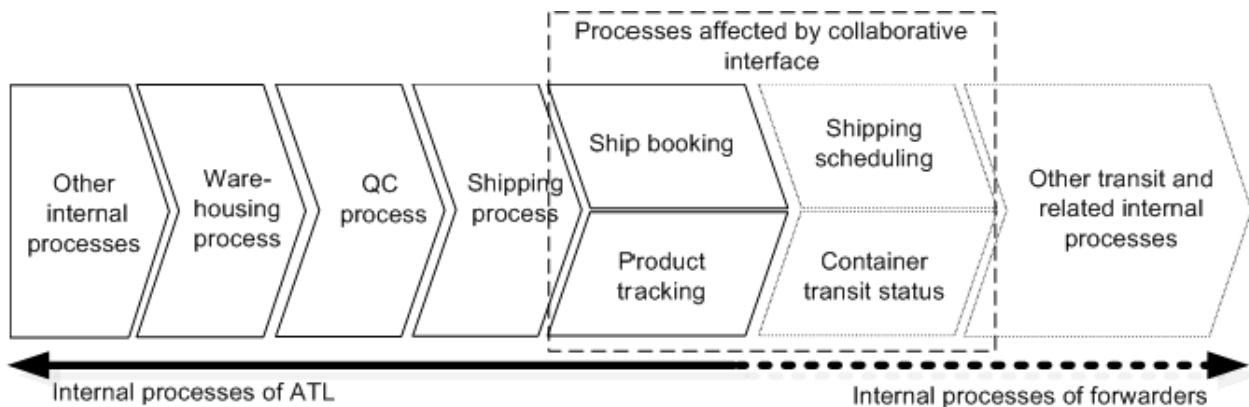 Processes affected by collaborative
interface
Other
internal
processes
Ware-
housing
process
QC
process
Shipping
process
Ship booking
Product
tracking
Shipping
scheduling
Container
transit status
Other transit and
related internal
processes
Internal processes of ATL
Internal processes of forwarders